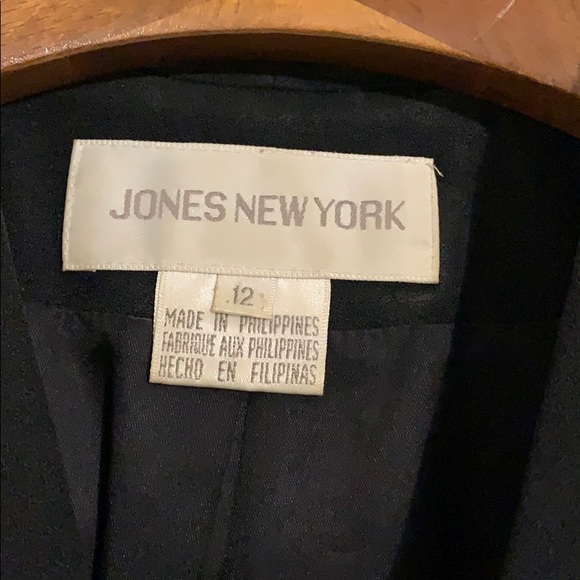 JONES NEW YORK
12
MADE IN PHILIPPINES
FABRIQUE AUX PHILIPPINES
HECHO EN FILIPINAS